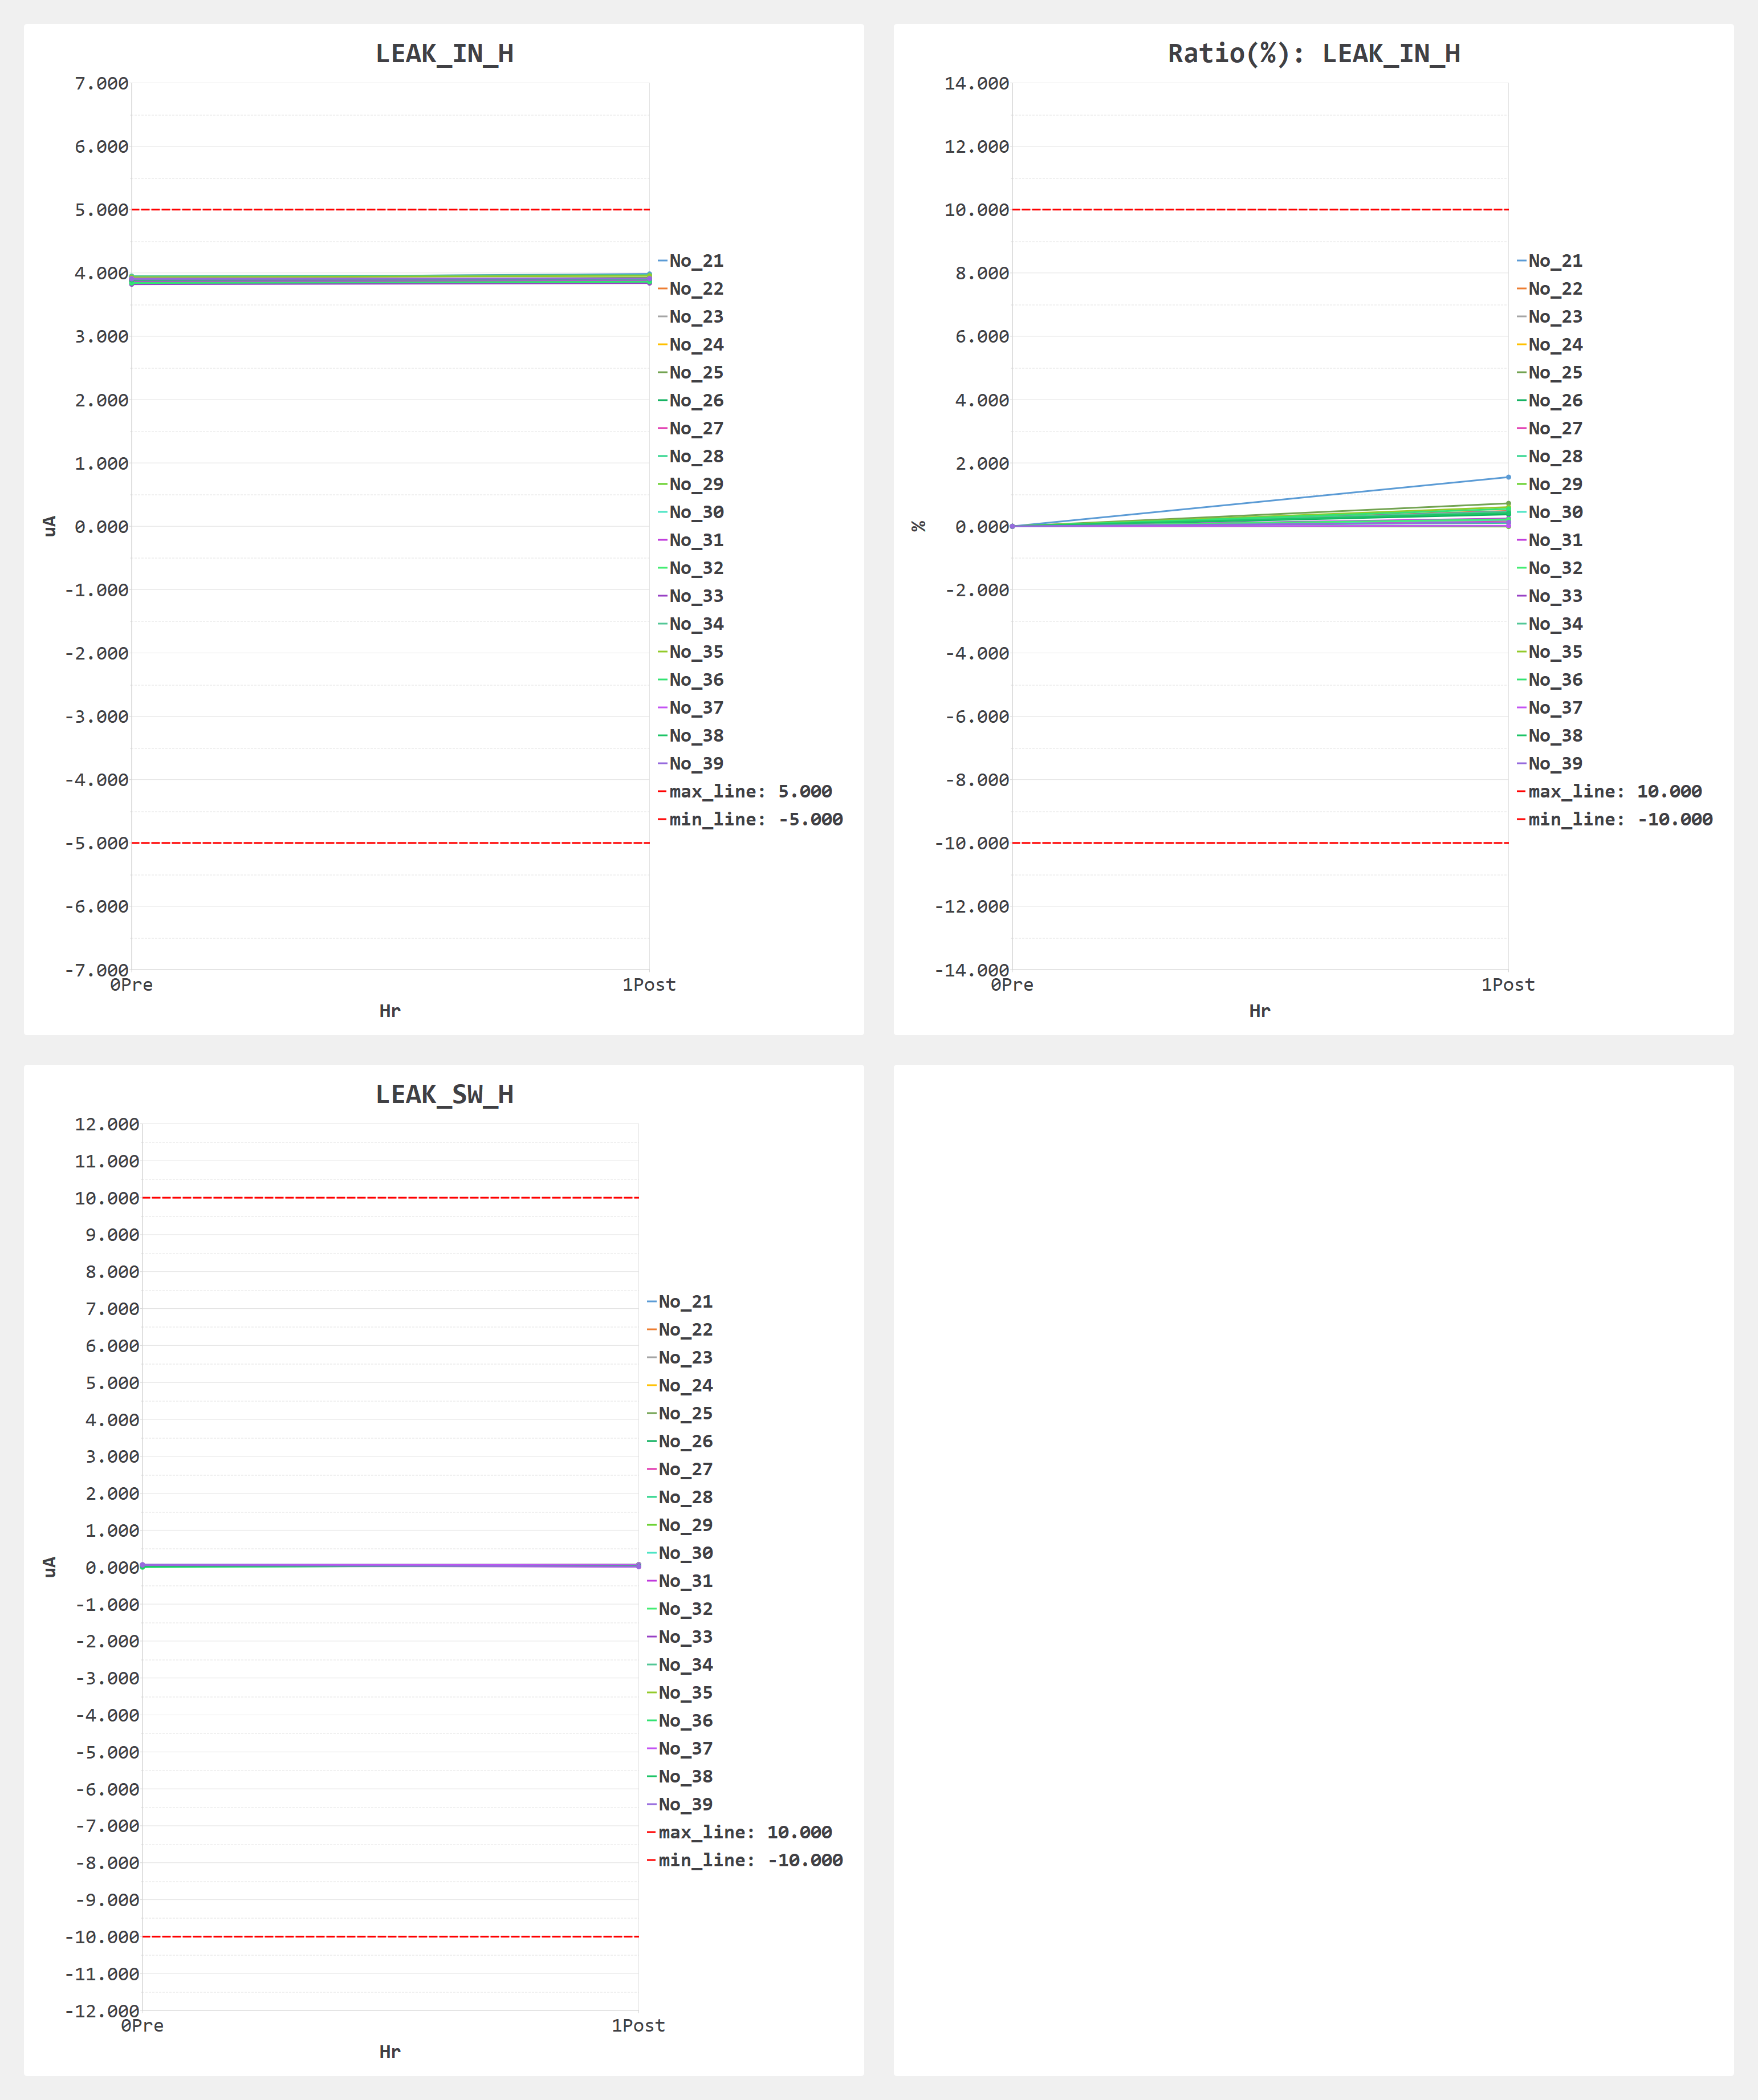 LEAK_IN_H
7.000
6.000
5.000
4.000
3.000
2.000
1.000
0.000
-1.000
-2.000
-3.000
-4.000
-5.000
-6.000
-7.000
uA
0Pre
1Post
Hr
No_21
No_22
No_23
No_24
No_25
No_26
No_27
No_28
No_29
No_30
No_31
No_32
No_33
No_34
No_35
No_36
No_37
No_38
No_39
max_line: 5.000
min_line: -5.000
Ratio(%): LEAK_IN_H
14.000
12.000
10.000
8.000
6.000
4.000
2.000
0.000
-2.000
-4.000
-6.000
-8.000
-10.000
-12.000
-14.000
%
0Pre
1Post
Hr
No_21
No_22
No_23
No_24
No_25
No_26
No_27
No_28
No_29
No_30
No_31
No_32
No_33
No_34
No_35
No_36
No_37
No_38
No_39
max_line: 10.000
min_line: -10.000
LEAK_SW_H
12.000
11.000
10.000
9.000
8.000
7.000
6.000
5.000
4.000
3.000
2.000
1.000
0.000
-1.000
-2.000
-3.000
-4.000
-5.000
-6.000
-7.000
-8.000
-9.000
-10.000
-11.000
-12.000
uA
0Pre
1Post
Hr
No_21
No_22
No_23
No_24
No_25
No_26
No_27
No_28
No_29
No_30
No_31
No_32
No_33
No_34
No_35
No_36
No_37
No_38
No_39
max_line: 10.000
min_line: -10.000